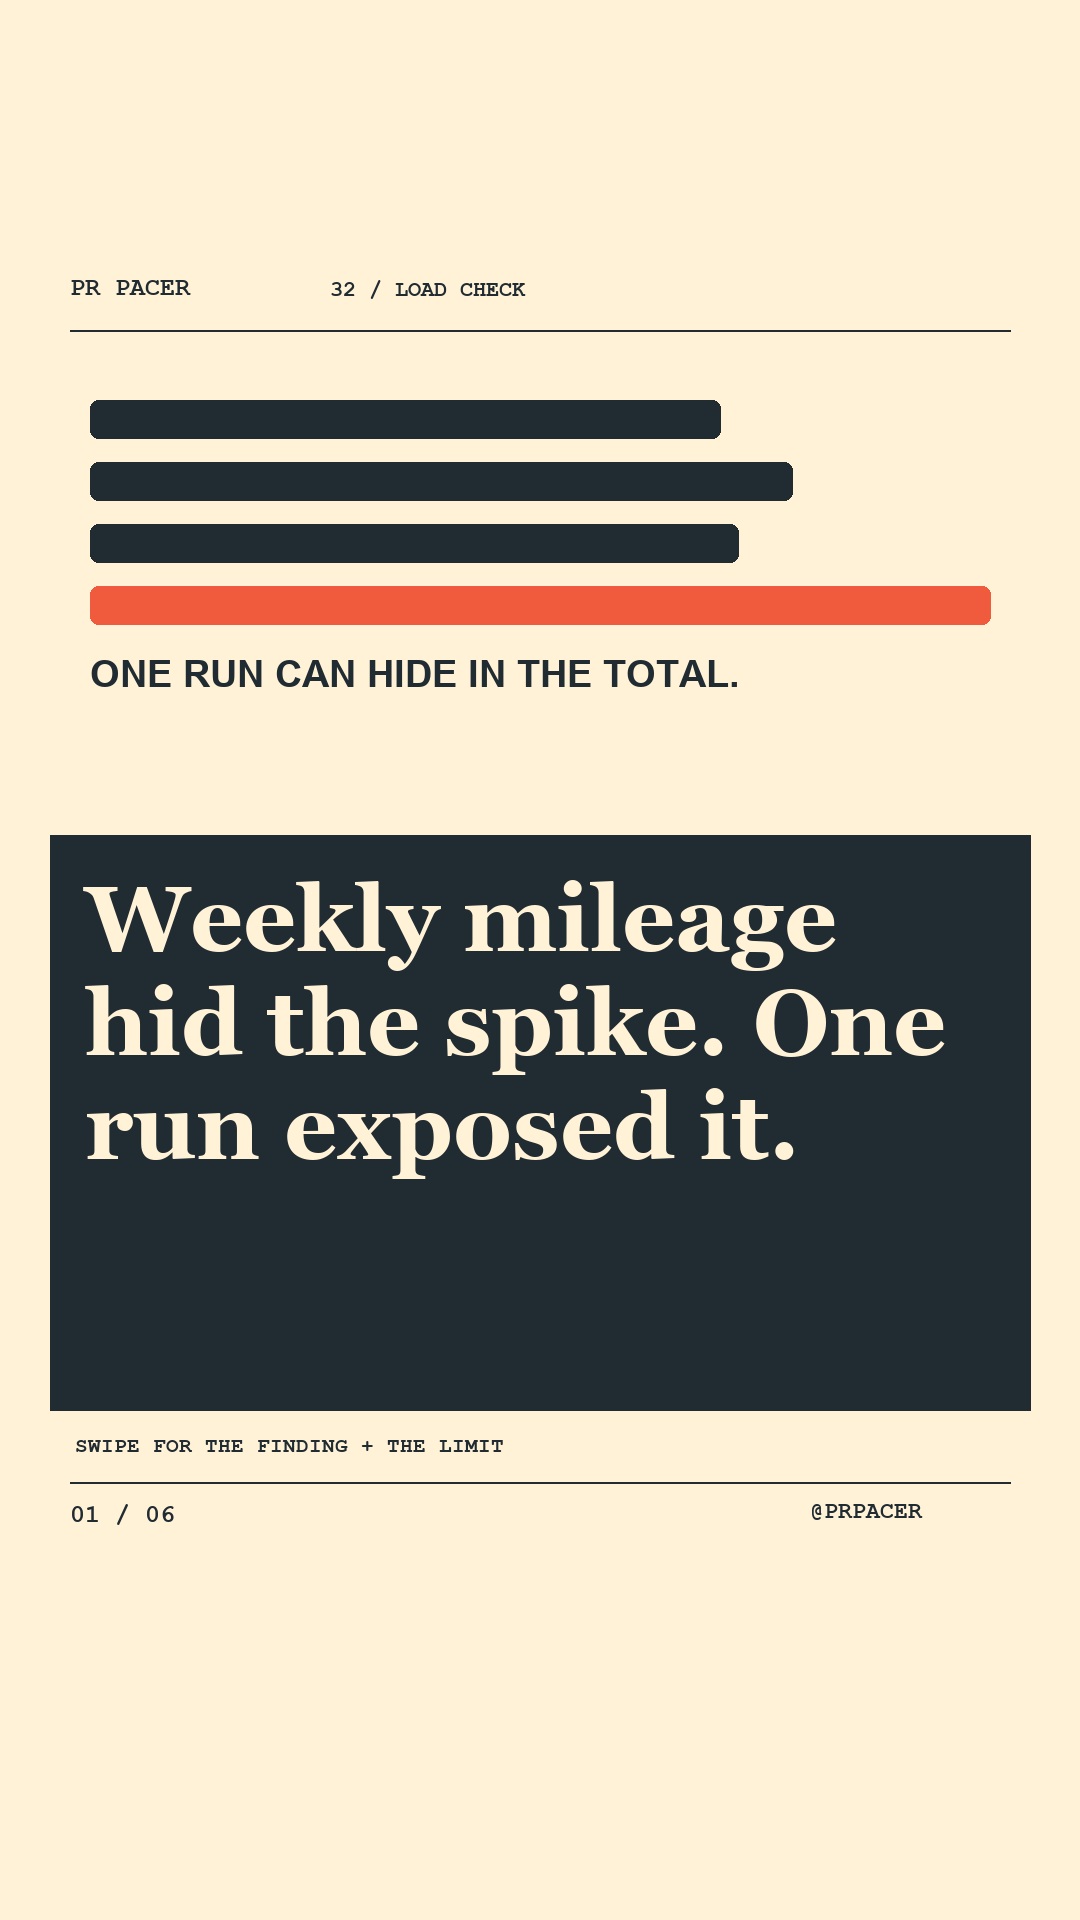 PR PACER
32 / LOAD CHECK
ONE RUN CAN HIDE IN THE TOTAL.
Weekly mileage
hid the spike. One
run exposed it.
SWIPE FOR THE FINDING + THE LIMIT
01 / 06
@PRPACER